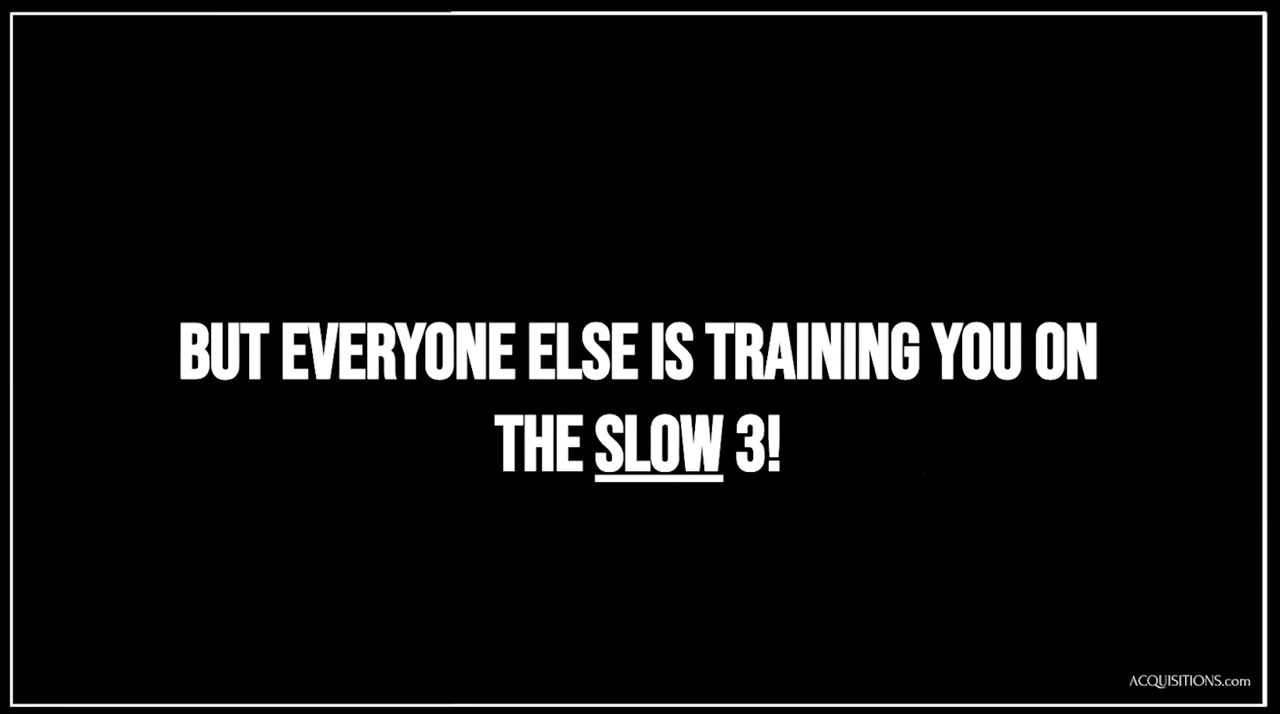 BUT EVERYONE ELSE IS TRAINING YOU ON
THE SLOW 3!
ACQUISITIONS.com